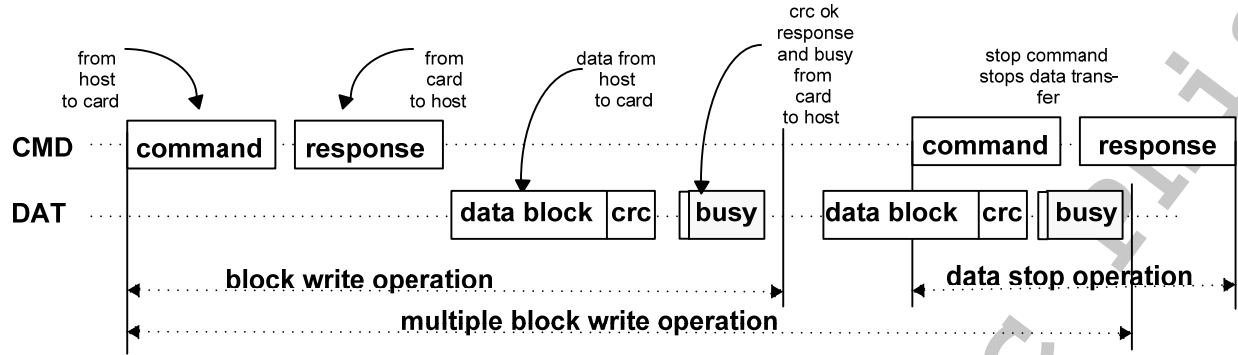 from
host
to card
from
card
to host
data from
host
to card
crc ok
response
and busy
from
card
to host
stop command
stops data trans-
fer
CMD
command
response
command
response
DAT
data block
crc
busy
data block
crc
busy
block write operation
data stop operation
multiple block write operation